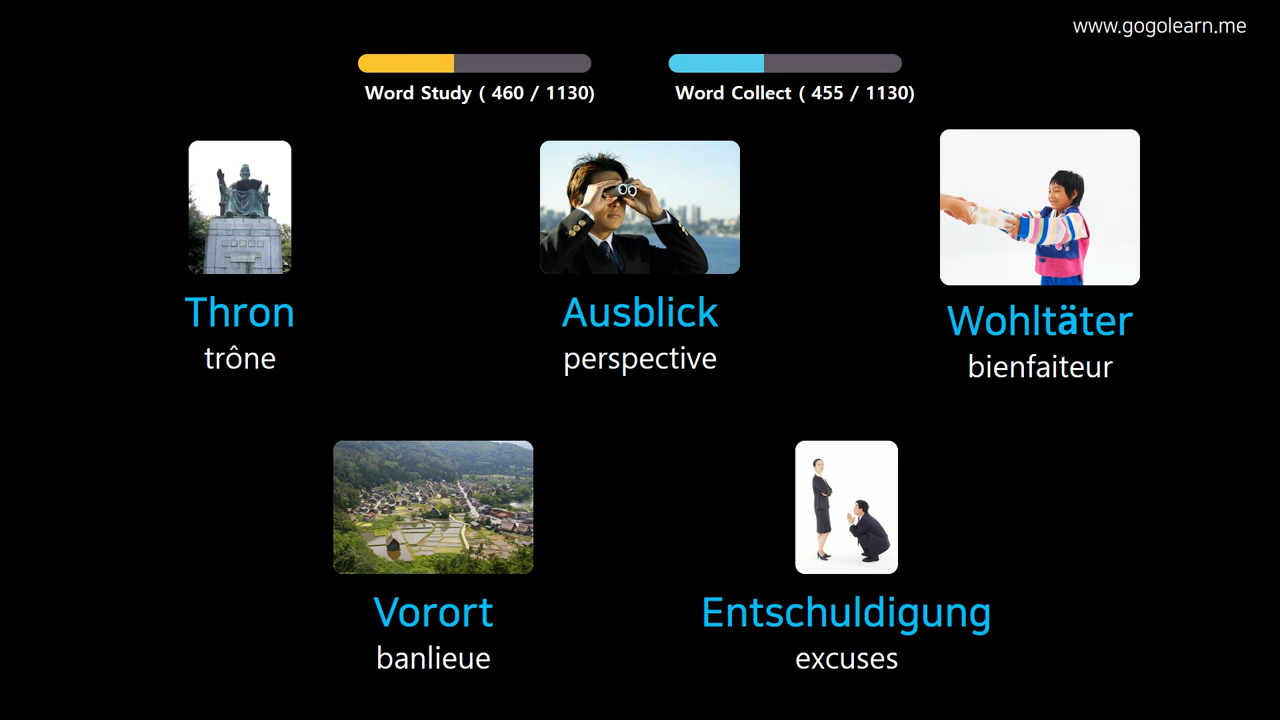 www.gogolearn.me
Word Study ( 460 / 1130)
Word Collect ( 455 / 1130)
Thron
trône
Ausblick
perspective
Wohltäter
bienfaiteur
Vorort
banlieue
Entschuldigung
excuses